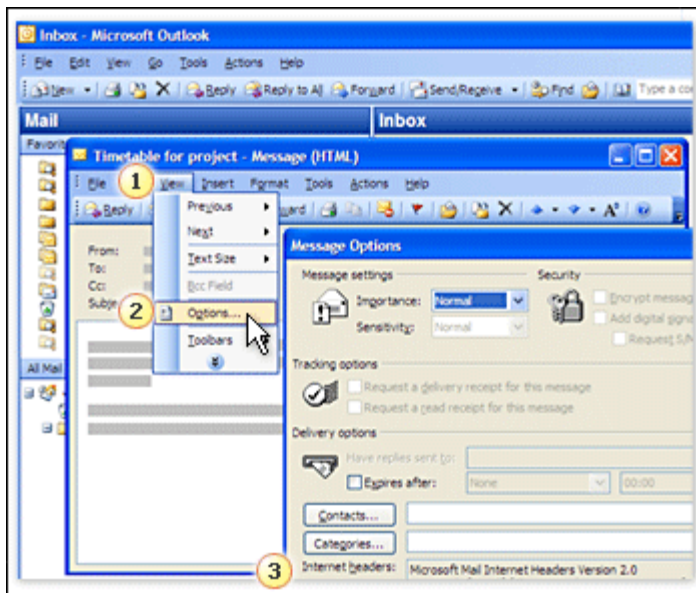 Inbox - Microsoft Outlook
File Edit View Go Tools Actions Help
New Reply Reply to All Forward Send/Receive Find Type a co
Mail Inbox
Favorit
Timetable for project - Message (HTML)
File 1 View Insert Format Tools Actions Help
Reply ward
Previous
Next
Text Size
Bcc Field
2 Options...
Toolbars
From:
To:
Cc:
Subje
All Mail
Message Options
Message settings Security
Importance: Normal Encrypt messag
Sensitivity: Normal Add digital signa
Request S/M
Tracking options
Request a delivery receipt for this message
Request a read receipt for this message
Delivery options
Have replies sent to:
Expires after: None 00:00
Contacts...
Categories...
3 Internet headers: Microsoft Mail Internet Headers Version 2.0